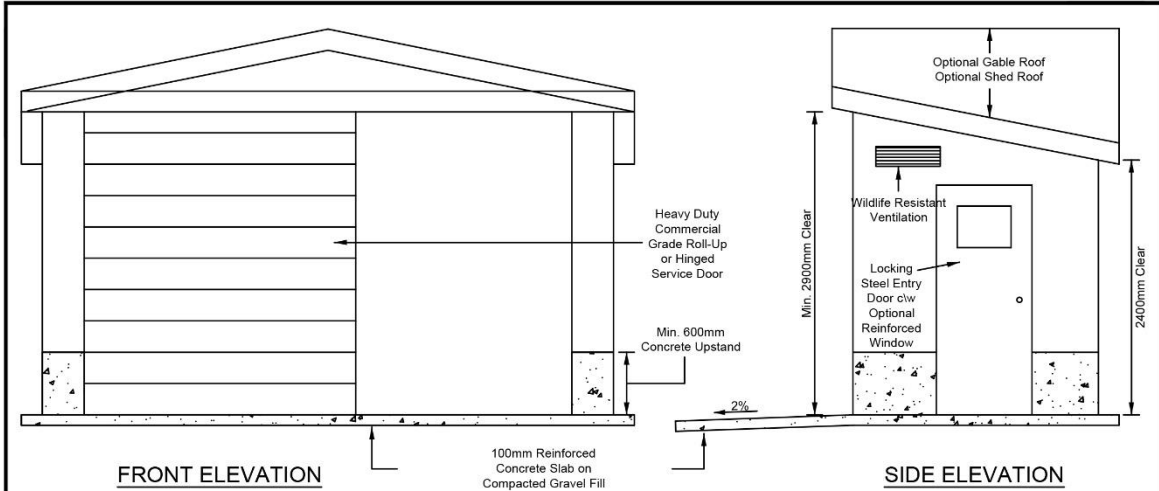 Optional Gable Roof
Optional Shed Roof
Wildlife Resistant
Ventilation
Heavy Duty
Commercial
Grade Roll-Up
or Hinged
Service Door
Min. 2900mm Clear
Locking
Steel Entry
Door c\w
Optional
Reinforced
Window
2400mm Clear
Min. 600mm
Concrete Upstand
2%
100mm Reinforced
Concrete Slab on
Compacted Gravel Fill
FRONT ELEVATION
SIDE ELEVATION